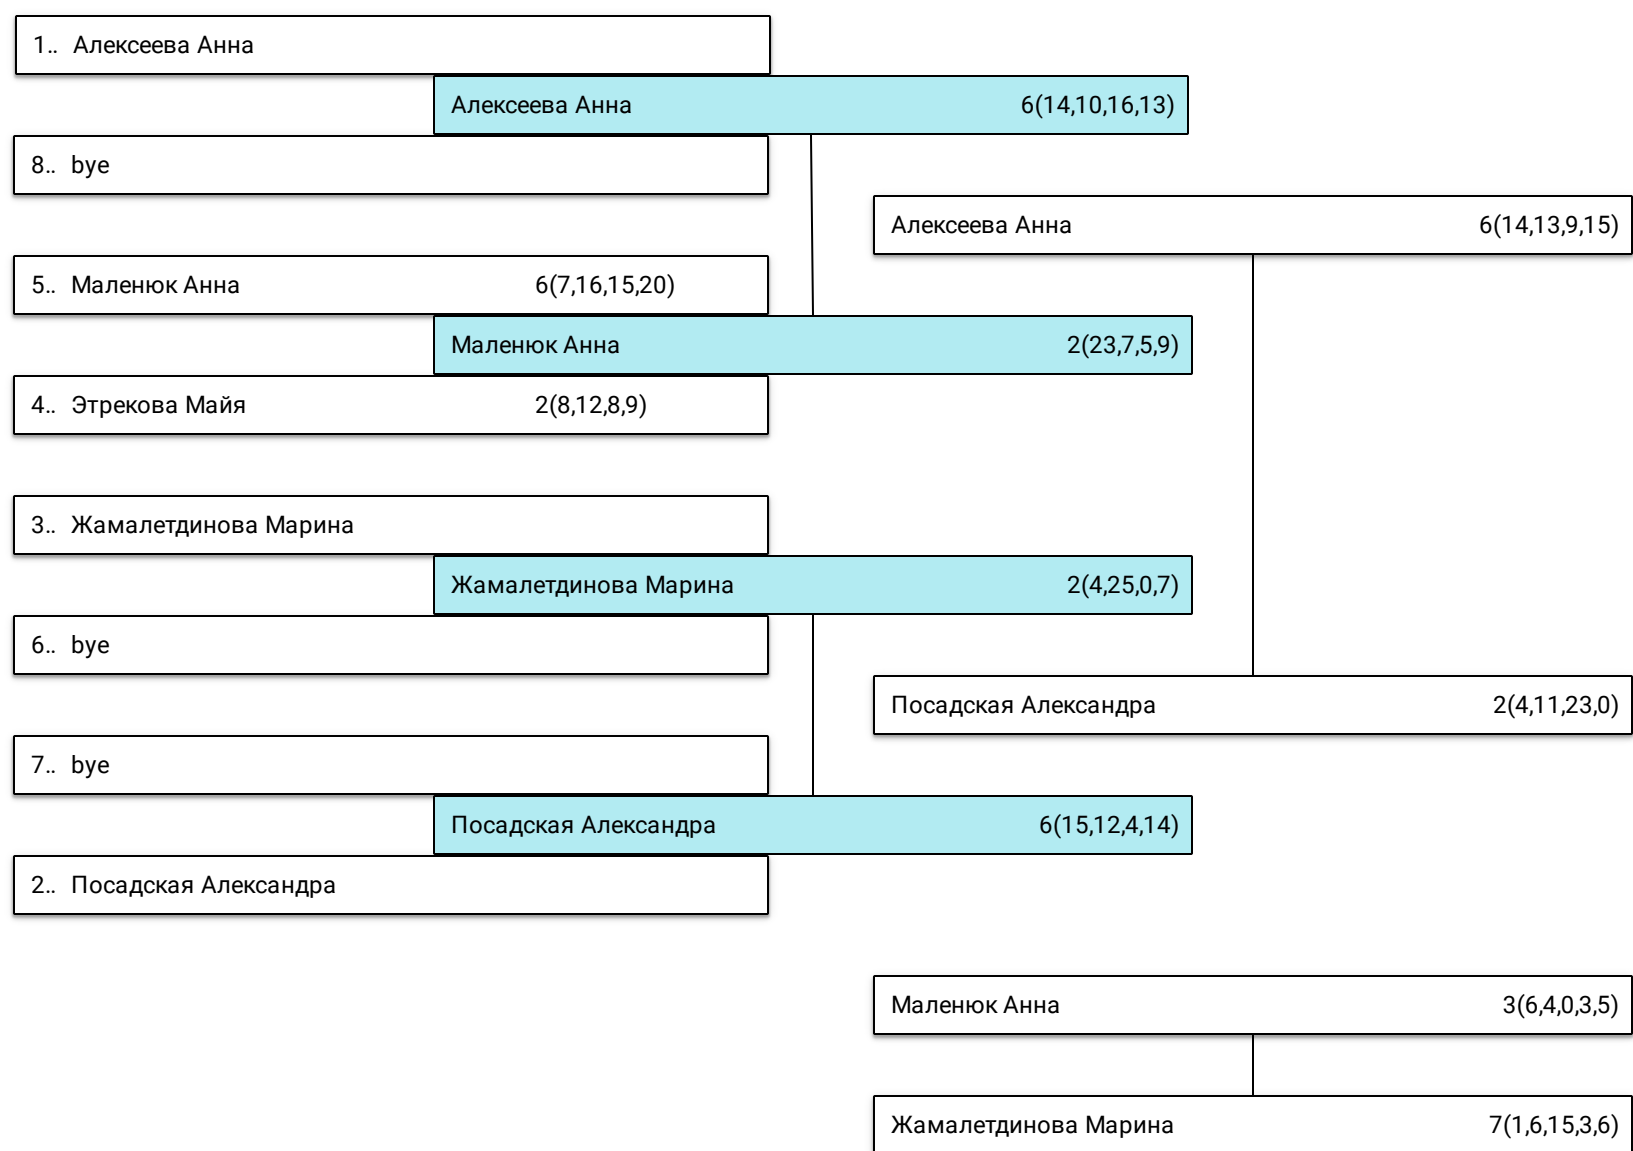 1.. Алексеева Анна
Алексеева Анна 6(14,10,16,13)
8.. bye
Алексеева Анна 6(14,13,9,15)
5.. Маленюк Анна 6(7,16,15,20)
Маленюк Анна 2(23,7,5,9)
4.. Этрекова Майя 2(8,12,8,9)
3.. Жамалетдинова Марина
Жамалетдинова Марина 2(4,25,0,7)
6.. bye
Посадская Александра 2(4,11,23,0)
7.. bye
Посадская Александра 6(15,12,4,14)
2.. Посадская Александра
Маленюк Анна 3(6,4,0,3,5)
Жамалетдинова Марина 7(1,6,15,3,6)